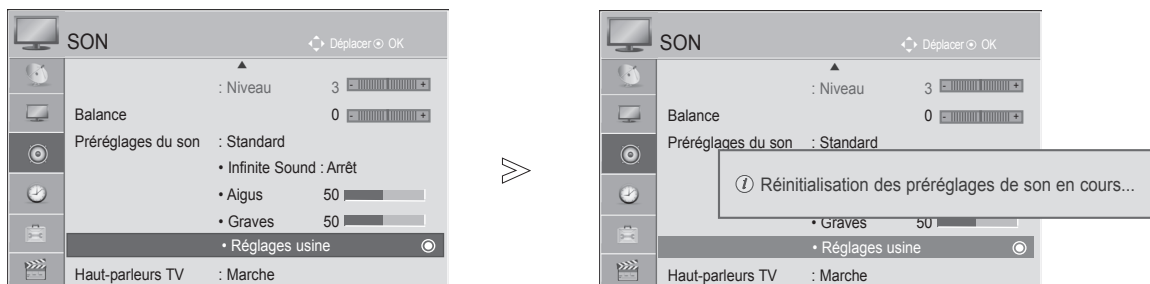 SON
Déplacer OK
: Niveau 3 - +
Balance 0 - +
Préréglages du son : Standard
• Infinite Sound : Arrêt
• Aigus 50
• Graves 50
• Réglages usine
Haut-parleurs TV : Marche
SON
Déplacer OK
: Niveau 3 - +
Balance 0 - +
Préréglages du son : Standard
i Réinitialisation des préréglages de son en cours...
• Graves 50
• Réglages usine
Haut-parleurs TV : Marche